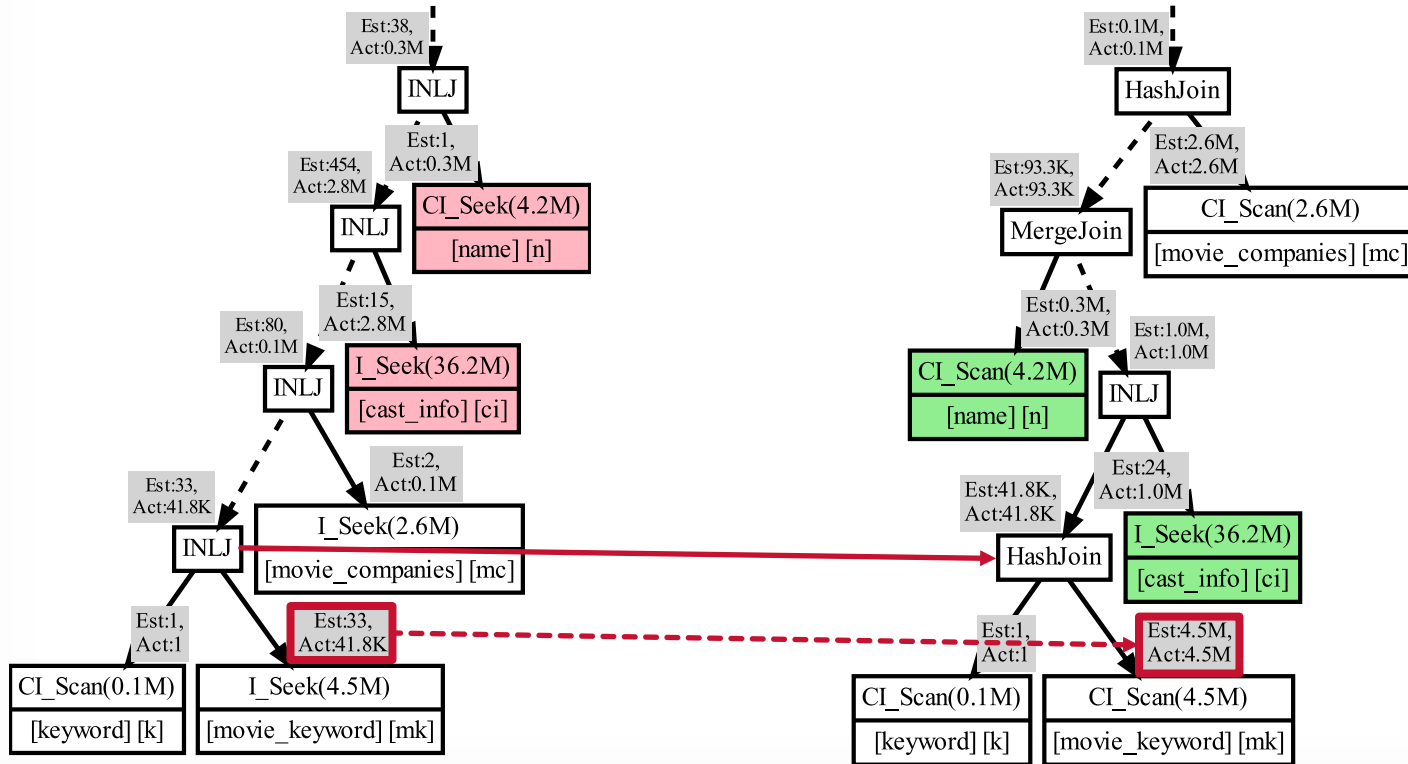 Est:38,
Act:0.3M
INLJ
Est:1,
Act:0.3M
Est:454,
Act:2.8M
CI_Seek(4.2M)
[name] [n]
INLJ
Est:15,
Act:2.8M
Est:80,
Act:0.1M
I_Seek(36.2M)
[cast_info] [ci]
INLJ
Est:2,
Act:0.1M
Est:33,
Act:41.8K
I_Seek(2.6M)
[movie_companies] [mc]
INLJ
Est:1,
Act:1
Est:33,
Act:41.8K
CI_Scan(0.1M)
[keyword] [k]
I_Seek(4.5M)
[movie_keyword] [mk]
Est:0.1M,
Act:0.1M
HashJoin
Est:2.6M,
Act:2.6M
Est:93.3K,
Act:93.3K
CI_Scan(2.6M)
[movie_companies] [mc]
MergeJoin
Est:0.3M,
Act:0.3M
Est:1.0M,
Act:1.0M
CI_Scan(4.2M)
[name] [n]
INLJ
Est:24,
Act:1.0M
Est:41.8K,
Act:41.8K
I_Seek(36.2M)
[cast_info] [ci]
HashJoin
Est:1,
Act:1
Est:4.5M,
Act:4.5M
CI_Scan(0.1M)
[keyword] [k]
CI_Scan(4.5M)
[movie_keyword] [mk]